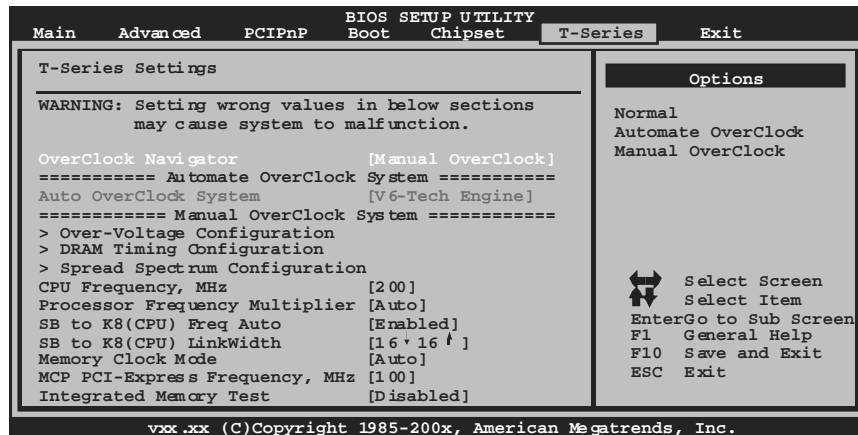 BIOS SETUP UTILITY
Main Advanced PCIPnP Boot Chipset T-Series Exit
T-Series Settings
WARNING: Setting wrong values in below sections
may cause system to malfunction.
OverClock Navigator [Manual OverClock]
=========== Automate OverClock System ===========
Auto OverClock System [V6-Tech Engine]
============ Manual OverClock System ============
> Over-Voltage Configuration
> DRAM Timing Configuration
> Spread Spectrum Configuration
CPU Frequency, MHz [200]
Processor Frequency Multiplier [Auto]
SB to K8(CPU) Freq Auto [Enabled]
SB to K8(CPU) LinkWidth [16↓ 16↑ ]
Memory Clock Mode [Auto]
MCP PCI-Express Frequency, MHz [100]
Integrated Memory Test [Disabled]
Options
Normal
Automate OverClock
Manual OverClock
Select Screen
Select Item
Enter Go to Sub Screen
F1 General Help
F10 Save and Exit
ESC Exit
vxx.xx (C)Copyright 1985-200x, American Megatrends, Inc.